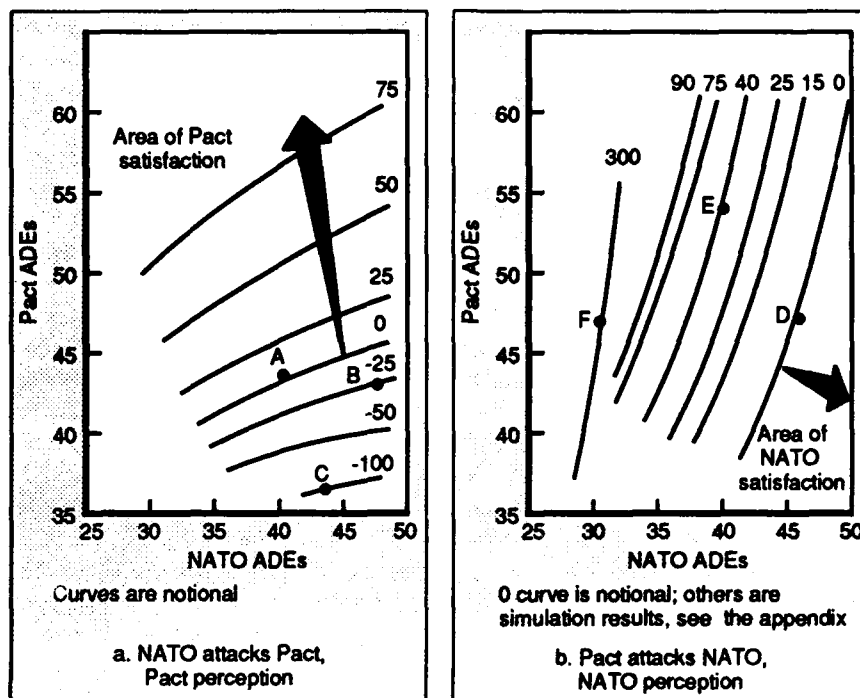 75
60
Area of Pact
satisfaction
55
50
25
50
0
45
A
-25
B
-50
40
C
-100
35
25 30 35 40 45 50
Pact ADEs
NATO ADEs
Curves are notional
a. NATO attacks Pact,
Pact perception
90 75 40 25 15 0
60
300
55
E
50
F
D
45
40
Area of
NATO
satisfaction
35
25 30 35 40 45 50
Pact ADEs
NATO ADEs
0 curve is notional; others are
simulation results, see the appendix
b. Pact attacks NATO,
NATO perception